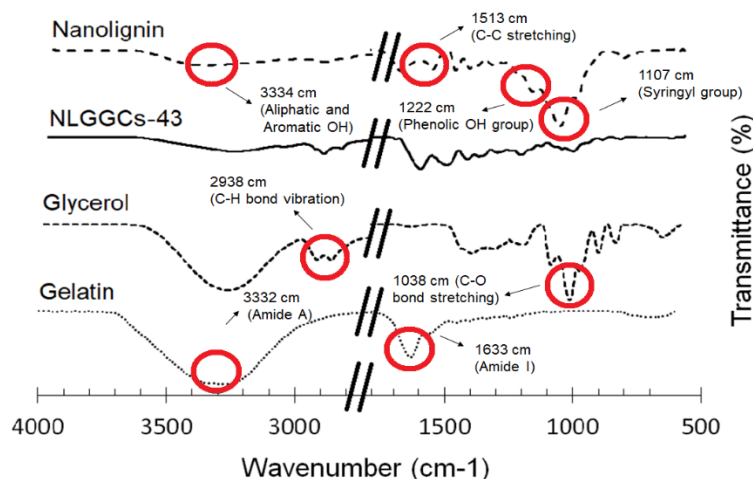 Nanolignin
1513 cm
(C-C stretching)
3334 cm
(Aliphatic and
Aromatic OH)
1222 cm
(Phenolic OH group)
1107 cm
(Syringyl group)
NLGGCs-43
2938 cm
(C-H bond vibration)
Glycerol
1038 cm (C-O
bond stretching)
Gelatin
3332 cm
(Amide A)
1633 cm
(Amide I)
Transmittance (%)
4000 3500 3000 1500 1000 500
Wavenumber (cm-1)